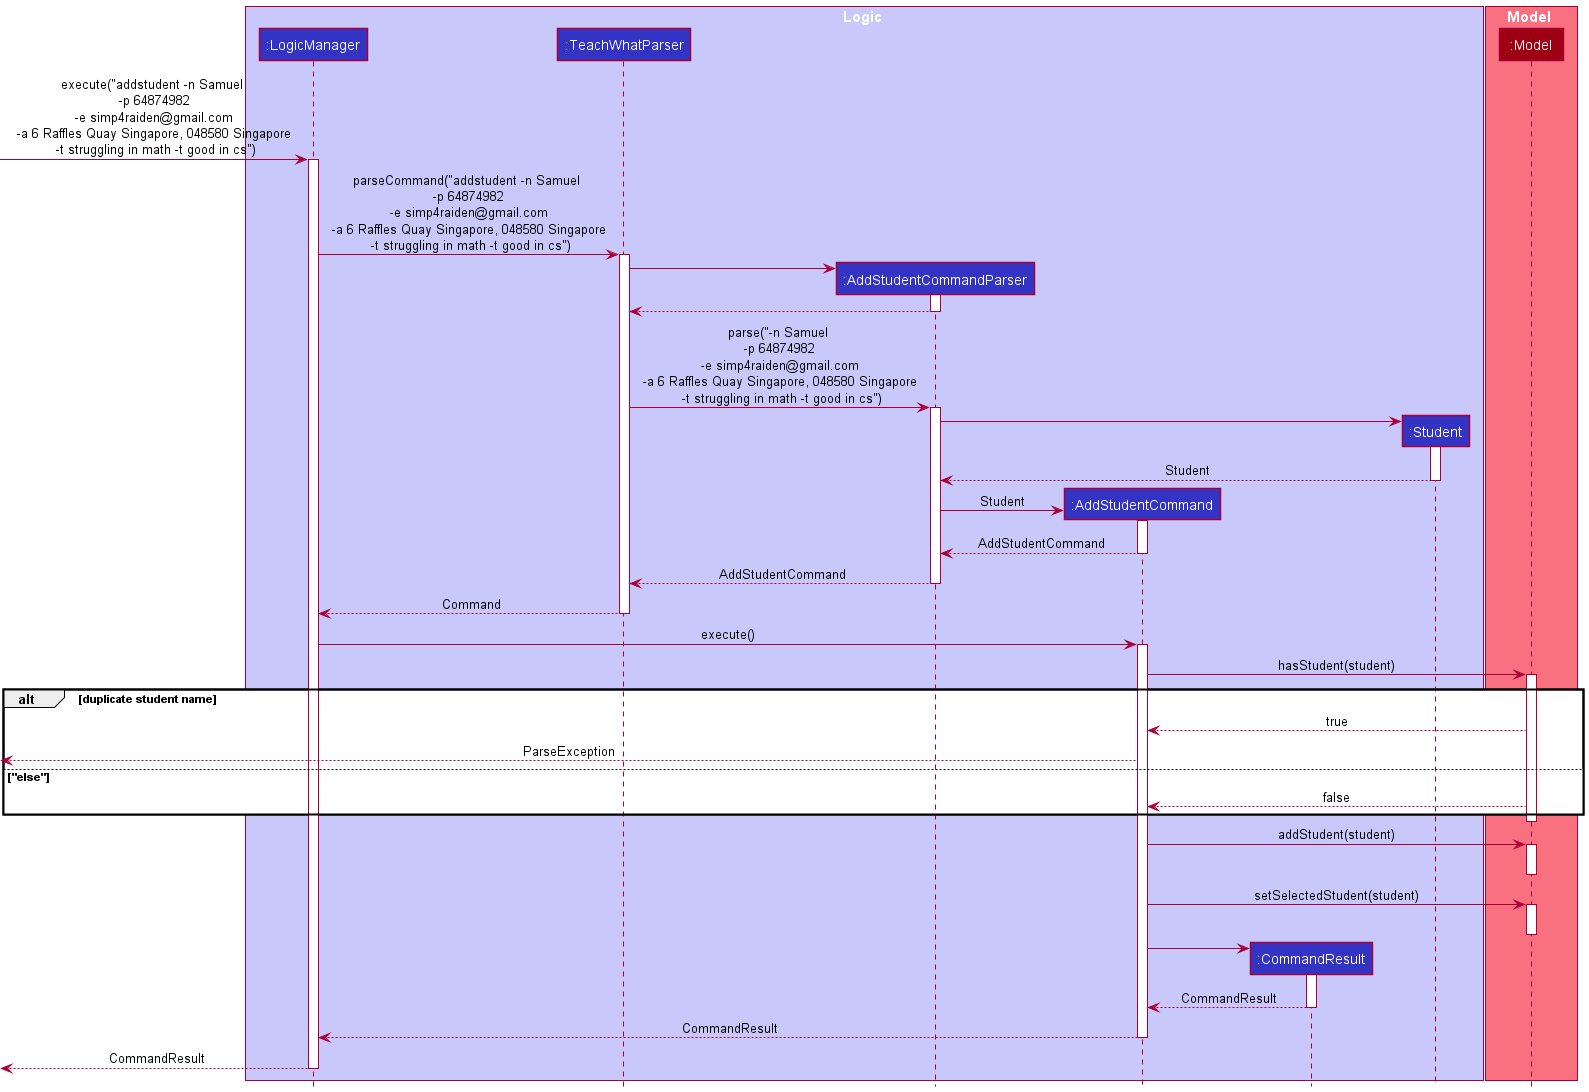 Logic
Model
:LogicManager
:TeachWhatParser
:Model
execute("addstudent -n Samuel
-p 64874982
-e simp4raiden@gmail.com
-a 6 Raffles Quay Singapore, 048580 Singapore
-t struggling in math -t good in cs")
parseCommand("addstudent -n Samuel
-p 64874982
-e simp4raiden@gmail.com
-a 6 Raffles Quay Singapore, 048580 Singapore
-t struggling in math -t good in cs")
:AddStudentCommandParser
parse("-n Samuel
-p 64874982
-e simp4raiden@gmail.com
-a 6 Raffles Quay Singapore, 048580 Singapore
-t struggling in math -t good in cs")
:Student
Student
Student
:AddStudentCommand
AddStudentCommand
AddStudentCommand
Command
execute()
hasStudent(student)
alt
[duplicate student name]
true
ParseException
["else"]
false
addStudent(student)
setSelectedStudent(student)
:CommandResult
CommandResult
CommandResult
CommandResult